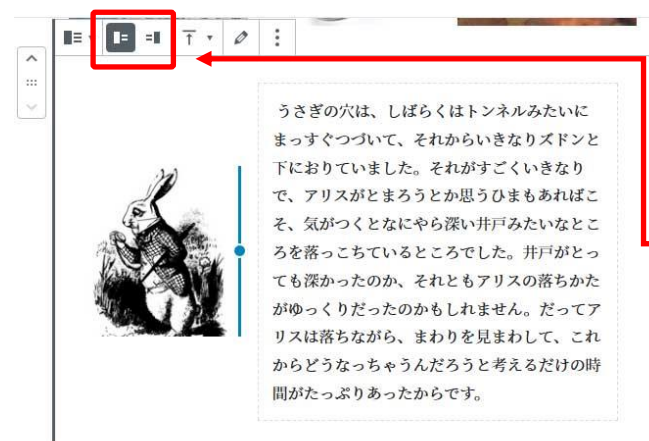 うさぎの穴は、しばらくはトンネルみたいに
まっすぐつづいて、それからいきなりズドンと
下におりていました。それがすごくいきなり
で、アリスがとまろうとか思うひまもあればこ
そ、気がつくとなにやら深い井戸みたいなとこ
ろを落っこちているところでした。井戸がとっ
ても深かったのか、それともアリスの落ちかた
がゆっくりだったのかもしれません。だってア
リスは落ちながら、まわりを見まわして、これ
からどうなっちゃうんだろうと考えるだけの時
間がたっぷりあったからです。